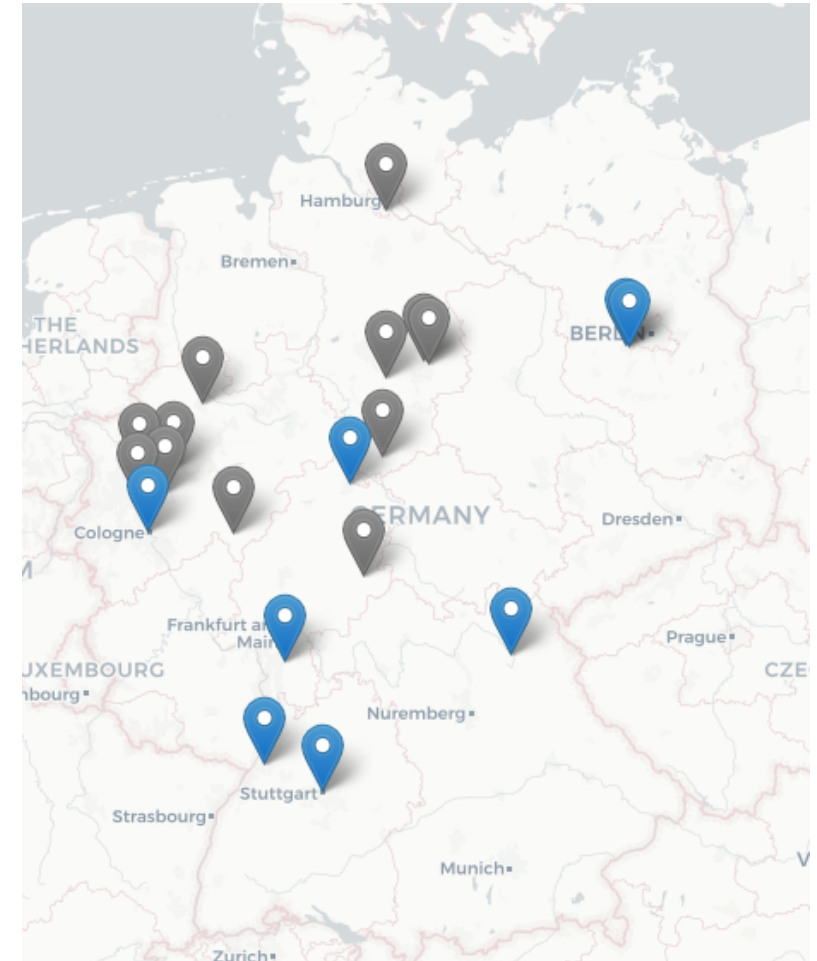 Hamburg
Bremen
THE
HERLANDS
BERLIN
GERMANY
Cologne
Dresden
Frankfurt am
Main
Prague
UXEMBOURG
CZE
nbourg
Nuremberg
Stuttgart
Strasbourg
Munich
V
Zurich